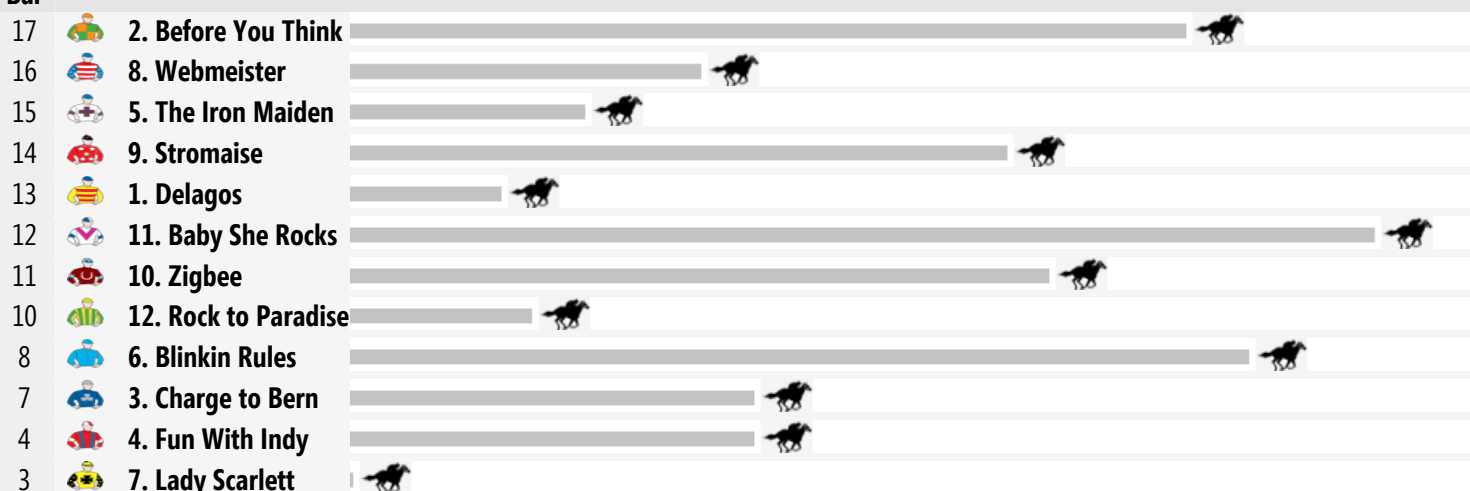 Bar
17 2. Before You Think
16 8. Webmeister
15 5. The Iron Maiden
14 9. Stromaise
13 1. Delagos
12 11. Baby She Rocks
11 10. Zigbee
10 12. Rock to Paradise
8 6. Blinkin Rules
7 3. Charge to Bern
4 4. Fun With Indy
3 7. Lady Scarlett